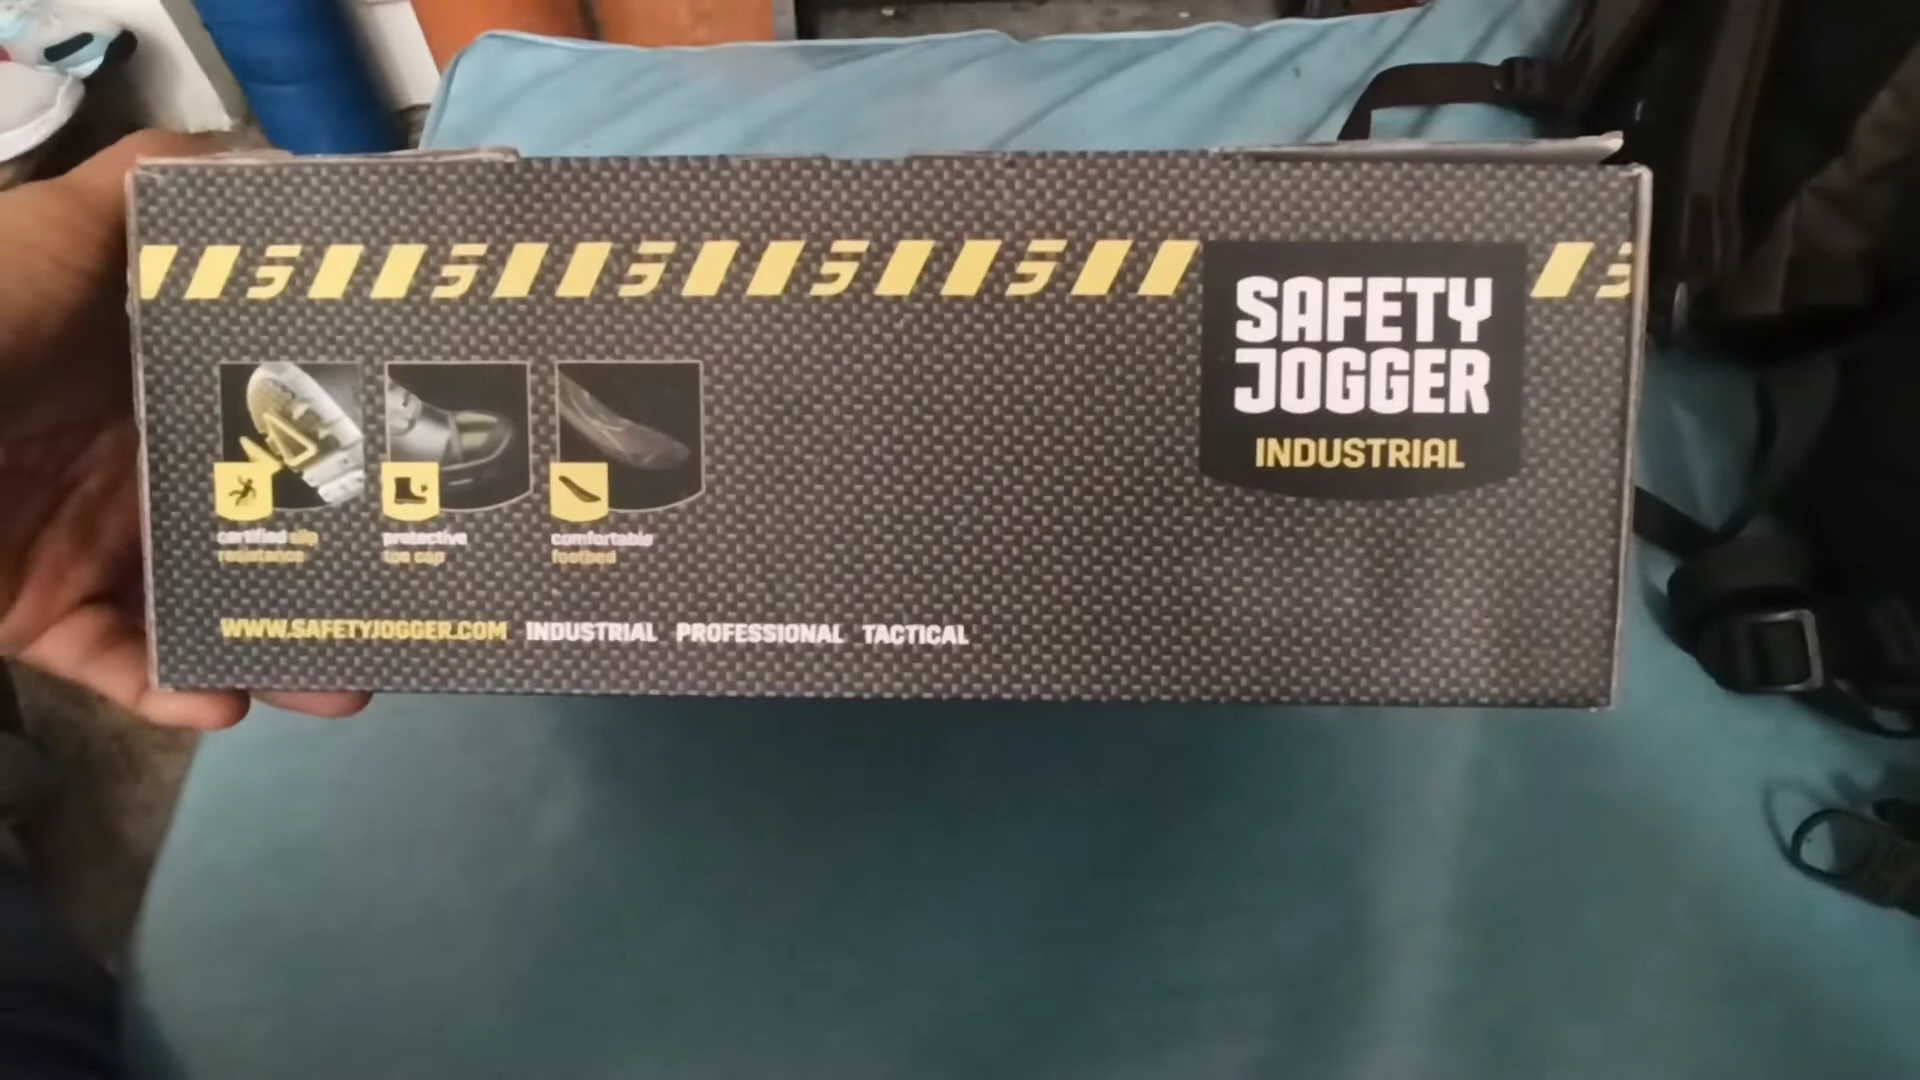 SAFETY
JOGGER
INDUSTRIAL
certified slip
resistance
protective
toe cap
comfortable
footbed
WWW.SAFETYJOGGER.COM INDUSTRIAL PROFESSIONAL TACTICAL